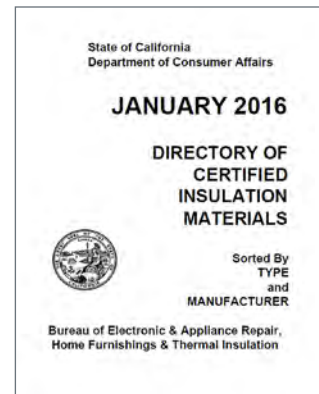 State of California
Department of Consumer Affairs
JANUARY 2016
DIRECTORY OF
CERTIFIED
INSULATION
MATERIALS
Sorted By
TYPE
and
MANUFACTURER
Bureau of Electronic & Appliance Repair,
Home Furnishings & Thermal Insulation